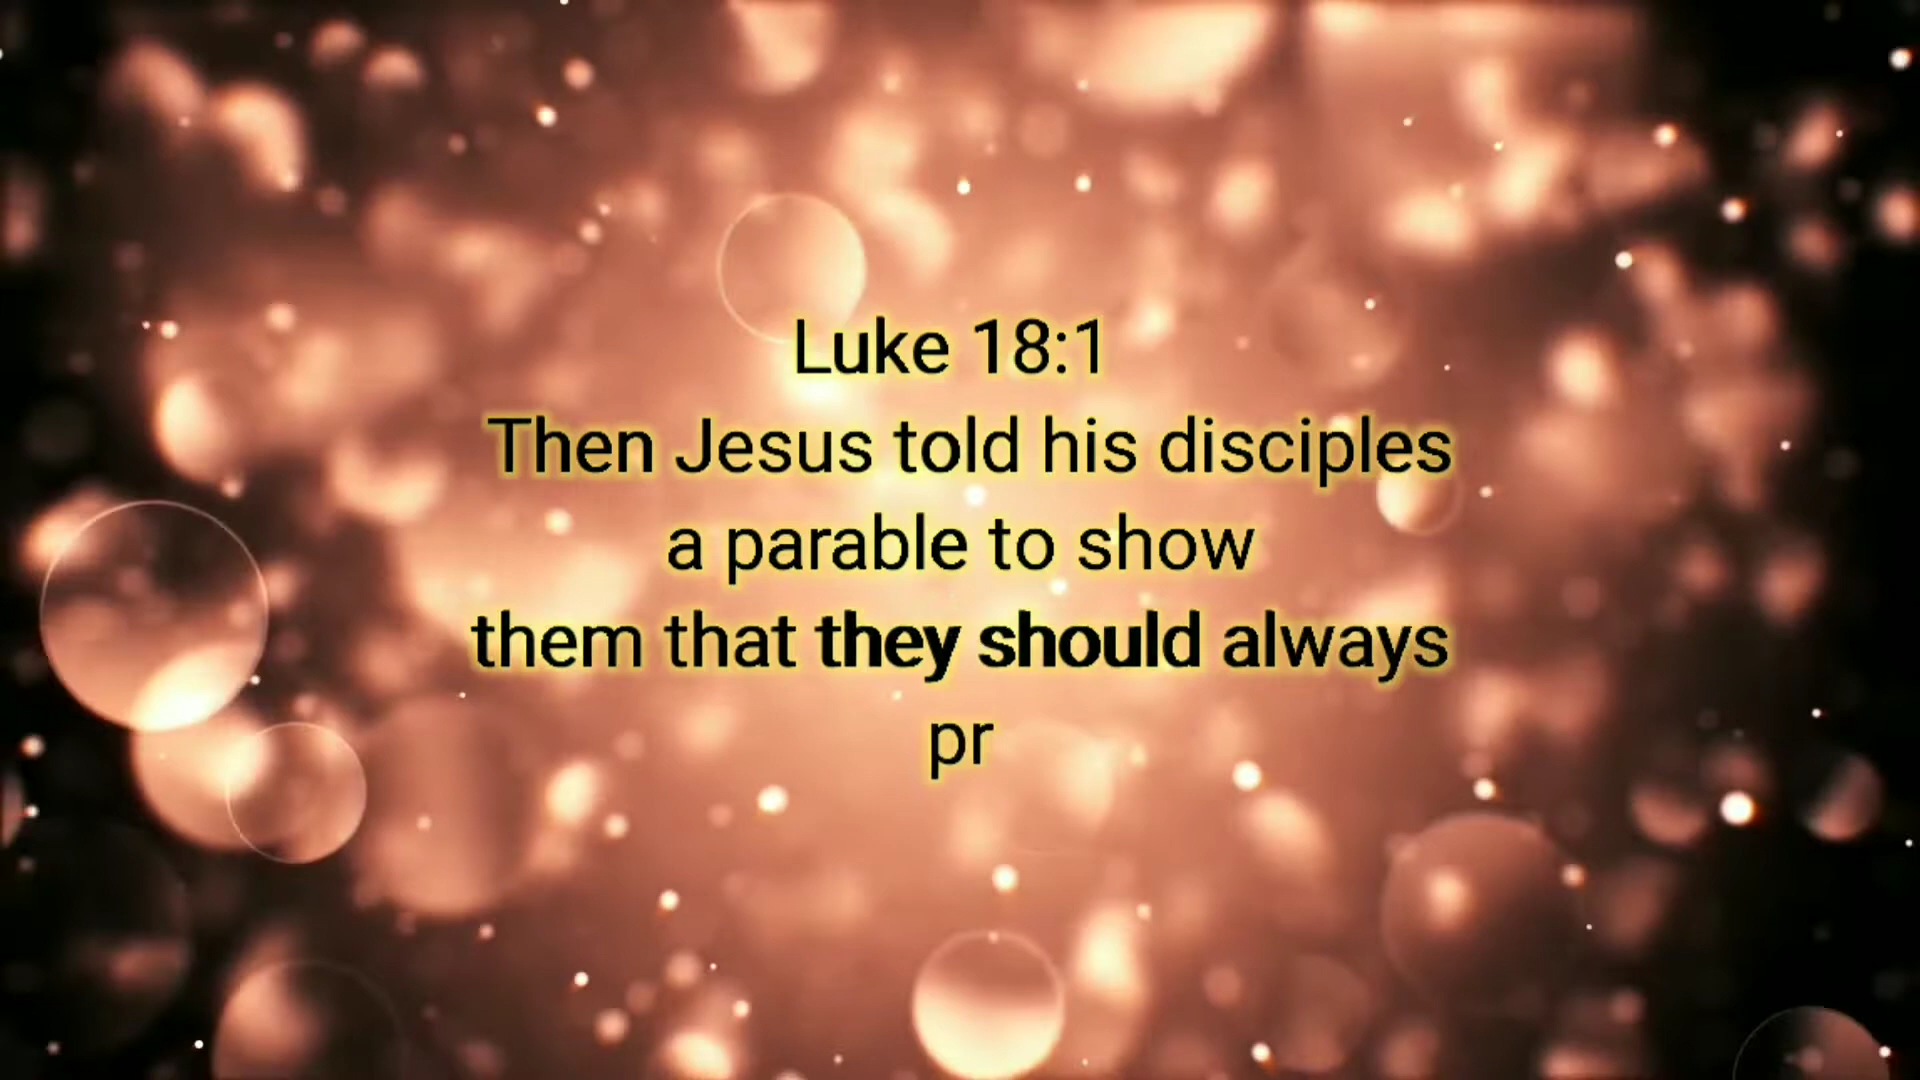 Luke 18:1
Then Jesus told his disciples
a parable to show
them that they should always
pr